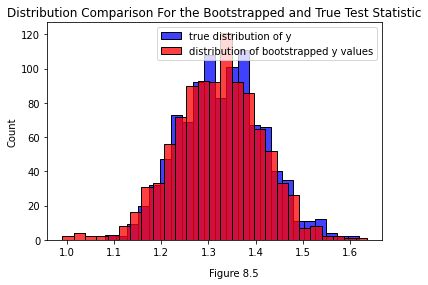 Distribution Comparison For the Bootstrapped and True Test Statistic
true distribution of y
distribution of bootstrapped y values
120
100
80
60
40
20
0
Count
1.0 1.1 1.2 1.3 1.4 1.5 1.6
Figure 8.5